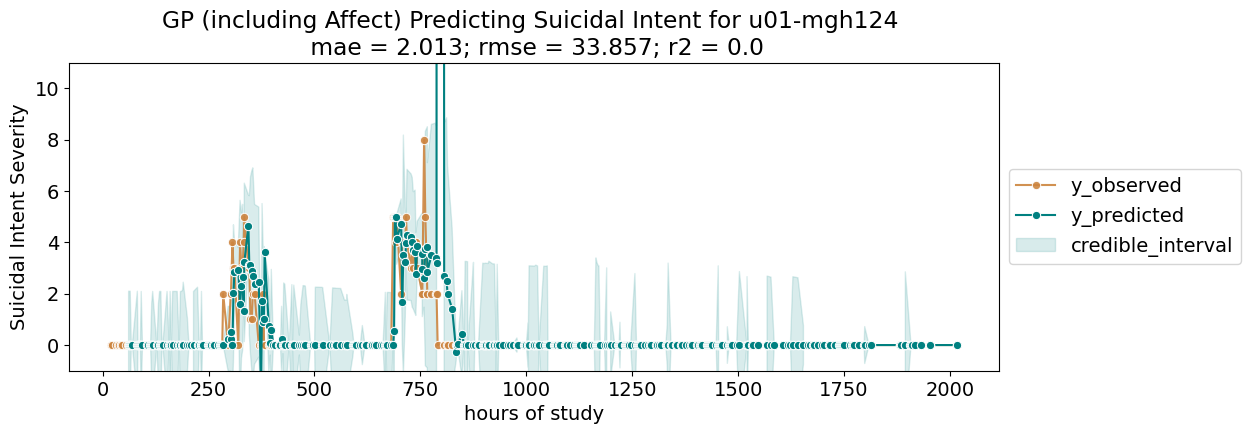 GP (including Affect) Predicting Suicidal Intent for u01-mgh124
mae = 2.013; rmse = 33.857; r2 = 0.0
Suicidal Intent Severity
10
8
6
4
2
0
0 250 500 750 1000 1250 1500 1750 2000
hours of study
y_observed
y_predicted
credible_interval